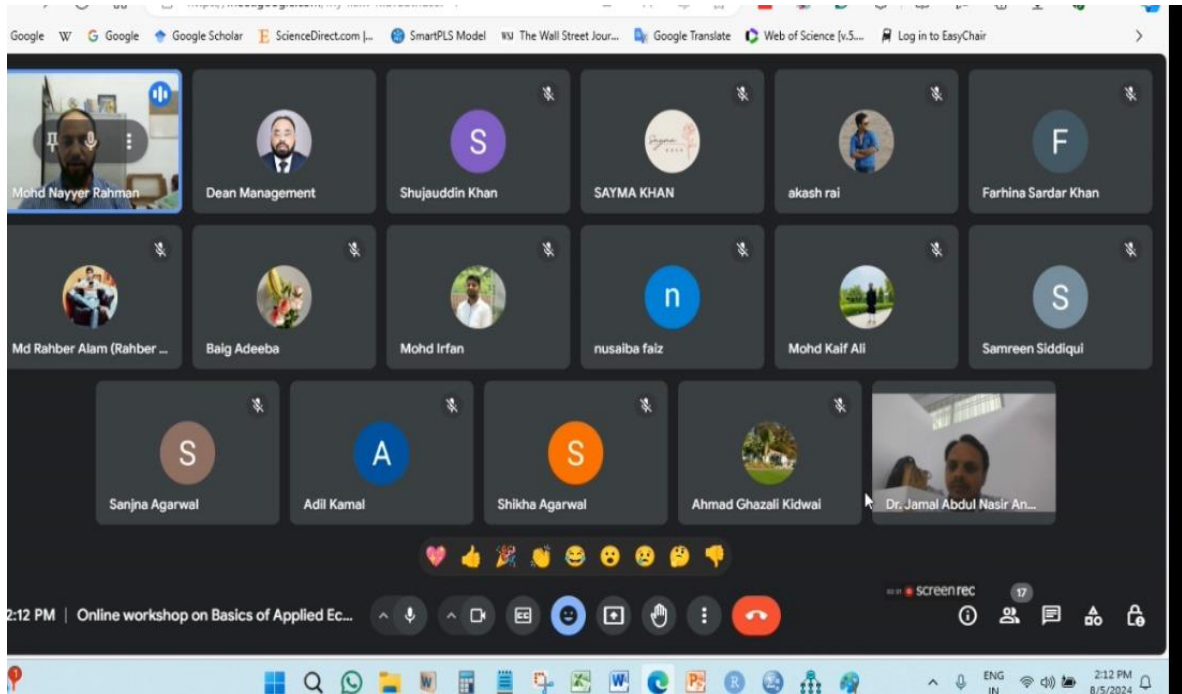 Google W G Google Google Scholar E ScienceDirect.com |... SmartPLS Model WSJ The Wall Street Jour... Google Translate Web of Science [v.5.... Log in to EasyChair
Mohd Nayyer Rahman
Dean Management
S
Shujauddin Khan
SAYMA KHAN
akash rai
F
Farhina Sardar Khan
Md Rahber Alam (Rahber ...
Baig Adeeba
Mohd Irfan
n
nusaiba faiz
Mohd Kaif Ali
S
Samreen Siddiqui
S
Sanjna Agarwal
A
Adil Kamal
S
Shikha Agarwal
Ahmad Ghazali Kidwai
Dr. Jamal Abdul Nasir An...
screenrec
17
2:12 PM | Online workshop on Basics of Applied Ec...
1
ENG
IN
2:12 PM
8/5/2024